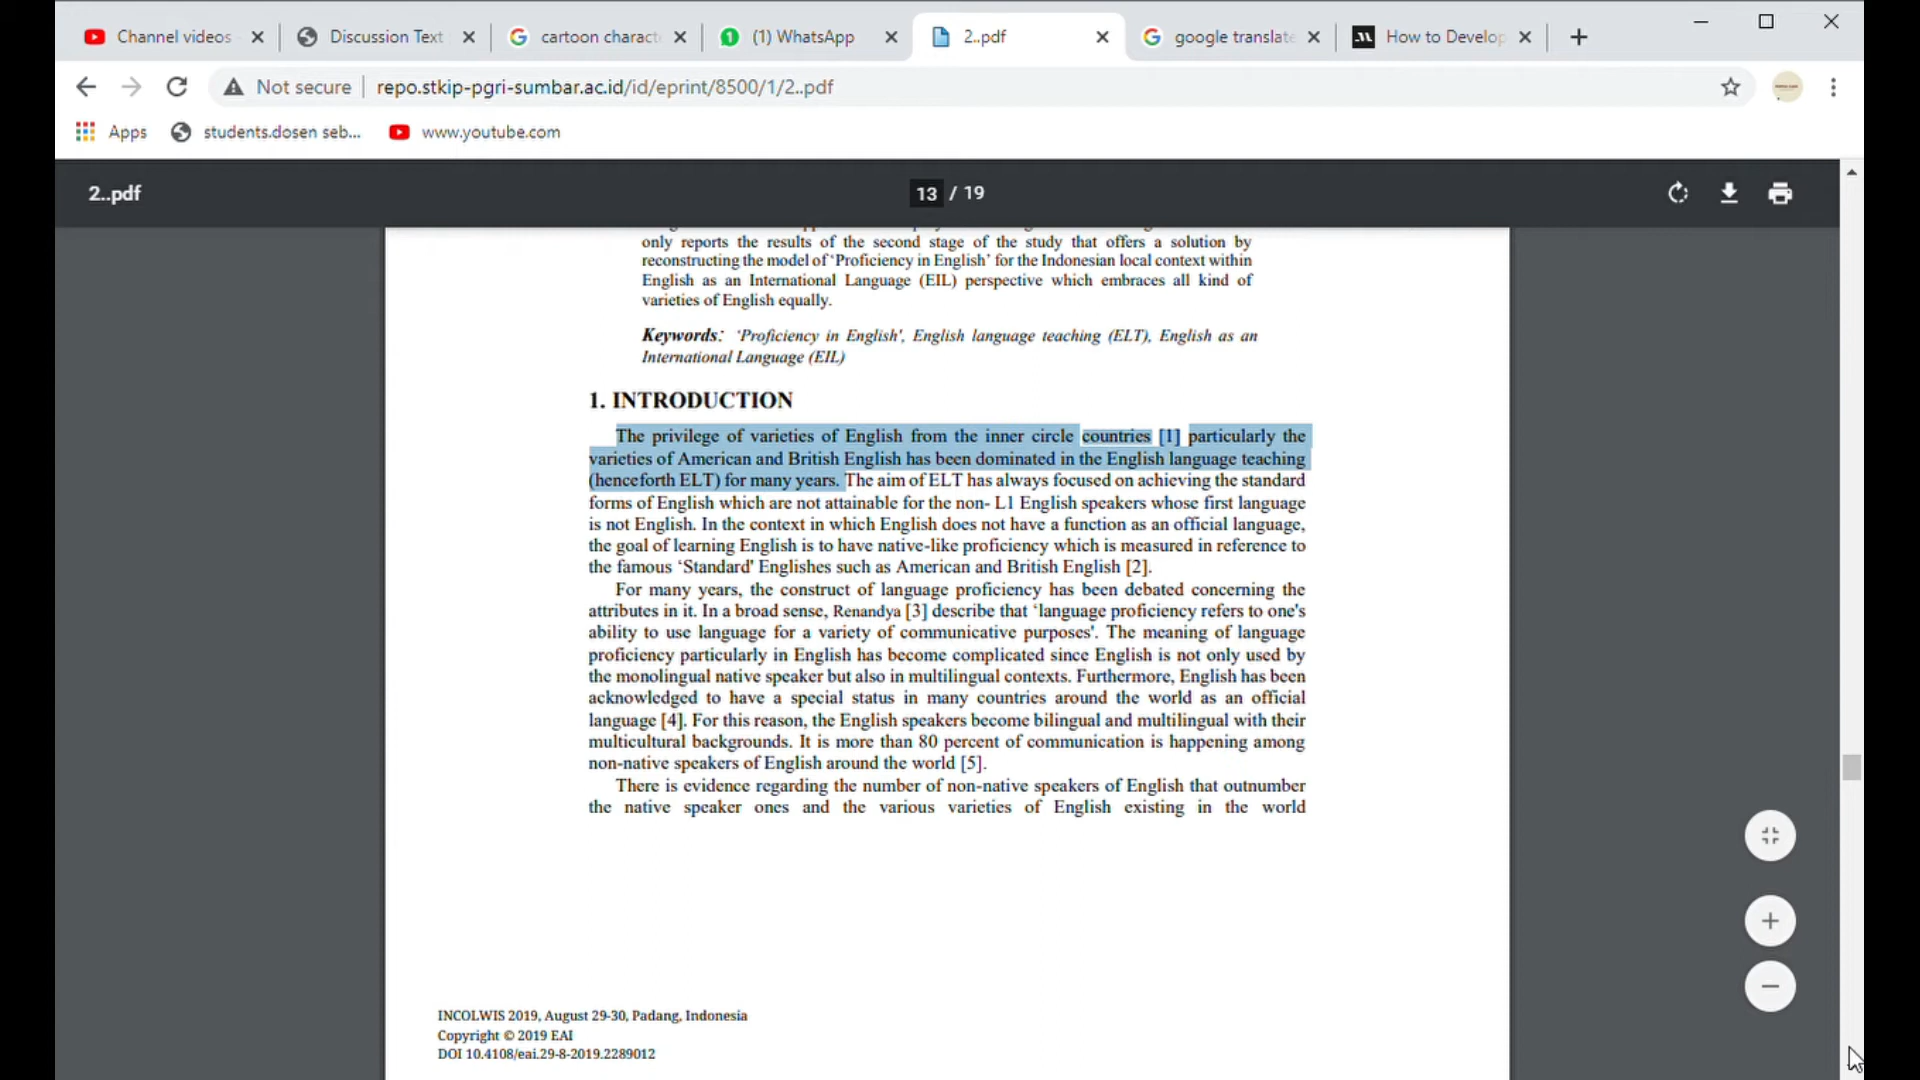 Channel videos
Discussion Text
cartoon charact
(1) WhatsApp
2..pdf
google translate
How to Develop
Not secure
repo.stkip-pgri-sumbar.ac.id/id/eprint/8500/1/2..pdf
Apps
students.dosen seb...
www.youtube.com
2..pdf
13 / 19
only reports the results of the second stage of the study that offers a solution by
reconstructing the model of ‘Proficiency in English’ for the Indonesian local context within
English as an International Language (EIL) perspective which embraces all kind of
varieties of English equally.
Keywords: ‘Proficiency in English', English language teaching (ELT), English as an
International Language (EIL)
1. INTRODUCTION
The privilege of varieties of English from the inner circle countries [1] particularly the
varieties of American and British English has been dominated in the English language teaching
(henceforth ELT) for many years. The aim of ELT has always focused on achieving the standard
forms of English which are not attainable for the non- L1 English speakers whose first language
is not English. In the context in which English does not have a function as an official language,
the goal of learning English is to have native-like proficiency which is measured in reference to
the famous ‘Standard' Englishes such as American and British English [2].
For many years, the construct of language proficiency has been debated concerning the
attributes in it. In a broad sense, Renandya [3] describe that ‘language proficiency refers to one's
ability to use language for a variety of communicative purposes'. The meaning of language
proficiency particularly in English has become complicated since English is not only used by
the monolingual native speaker but also in multilingual contexts. Furthermore, English has been
acknowledged to have a special status in many countries around the world as an official
language [4]. For this reason, the English speakers become bilingual and multilingual with their
multicultural backgrounds. It is more than 80 percent of communication is happening among
non-native speakers of English around the world [5].
There is evidence regarding the number of non-native speakers of English that outnumber
the native speaker ones and the various varieties of English existing in the world
INCOLWIS 2019, August 29-30, Padang, Indonesia
Copyright © 2019 EAI
DOI 10.4108/eai.29-8-2019.2289012